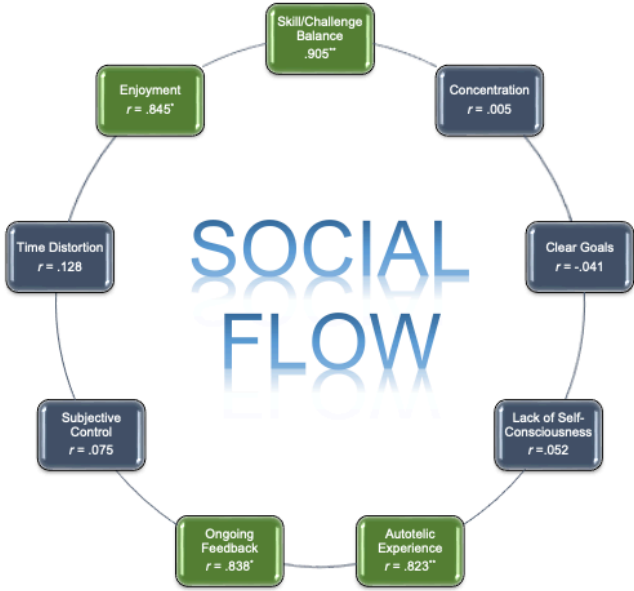 Skill/Challenge
Balance
.905**
Concentration
r = .005
Clear Goals
r = -.041
Lack of Self-
Consciousness
r =.052
Autotelic
Experience
r = .823**
Ongoing
Feedback
r = .838*
Subjective
Control
r = .075
Time Distortion
r = .128
Enjoyment
r = .845*
SOCIAL
FLOW